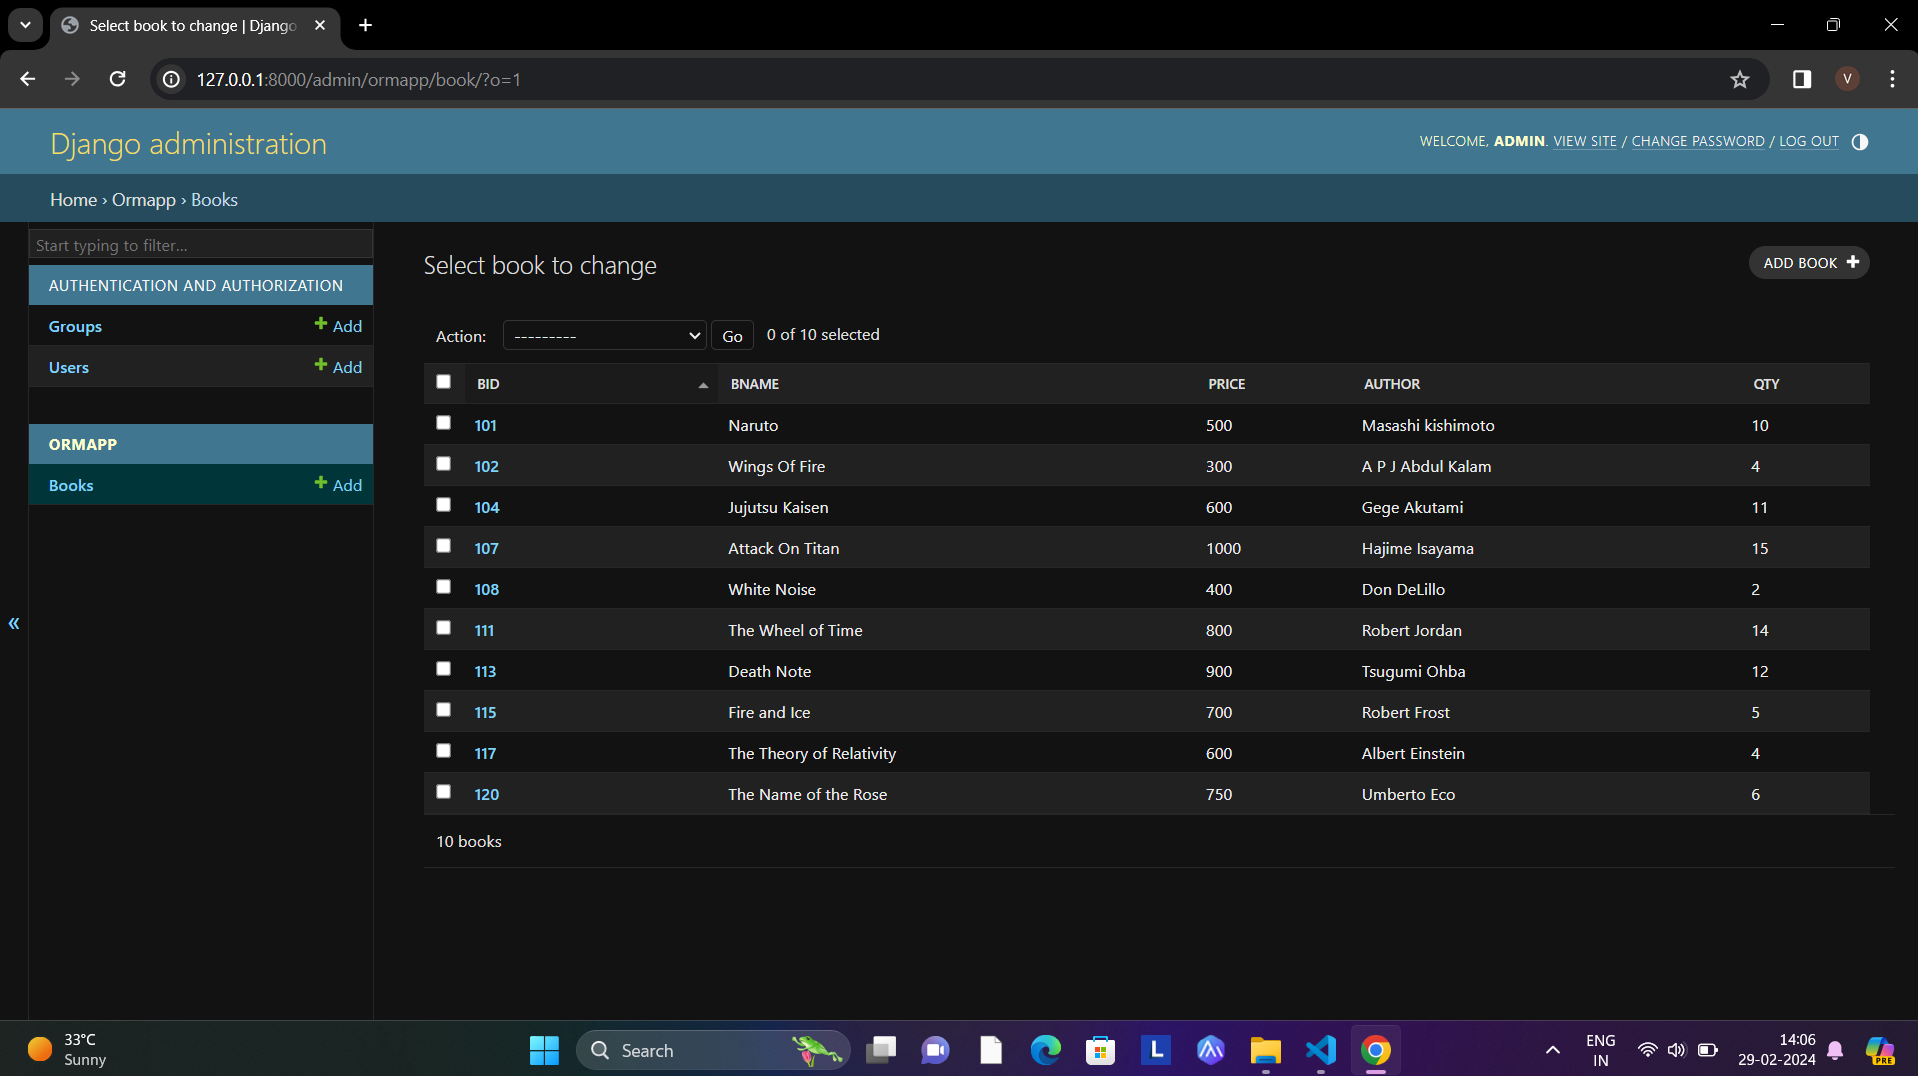 Select book to change | Django
127.0.0.1:8000/admin/ormapp/book/?o=1
Django administration
WELCOME, ADMIN. VIEW SITE / CHANGE PASSWORD / LOG OUT
Home › Ormapp › Books
Start typing to filter...
AUTHENTICATION AND AUTHORIZATION
Groups + Add
Users + Add
ORMAPP
Books + Add
«
Select book to change
ADD BOOK +
Action: --------- Go 0 of 10 selected
BID BNAME PRICE AUTHOR QTY
101 Naruto 500 Masashi kishimoto 10
102 Wings Of Fire 300 A P J Abdul Kalam 4
104 Jujutsu Kaisen 600 Gege Akutami 11
107 Attack On Titan 1000 Hajime Isayama 15
108 White Noise 400 Don DeLillo 2
111 The Wheel of Time 800 Robert Jordan 14
113 Death Note 900 Tsugumi Ohba 12
115 Fire and Ice 700 Robert Frost 5
117 The Theory of Relativity 600 Albert Einstein 4
120 The Name of the Rose 750 Umberto Eco 6
10 books
33°C
Sunny
Search
L
ENG
IN
14:06
29-02-2024
PRE
V